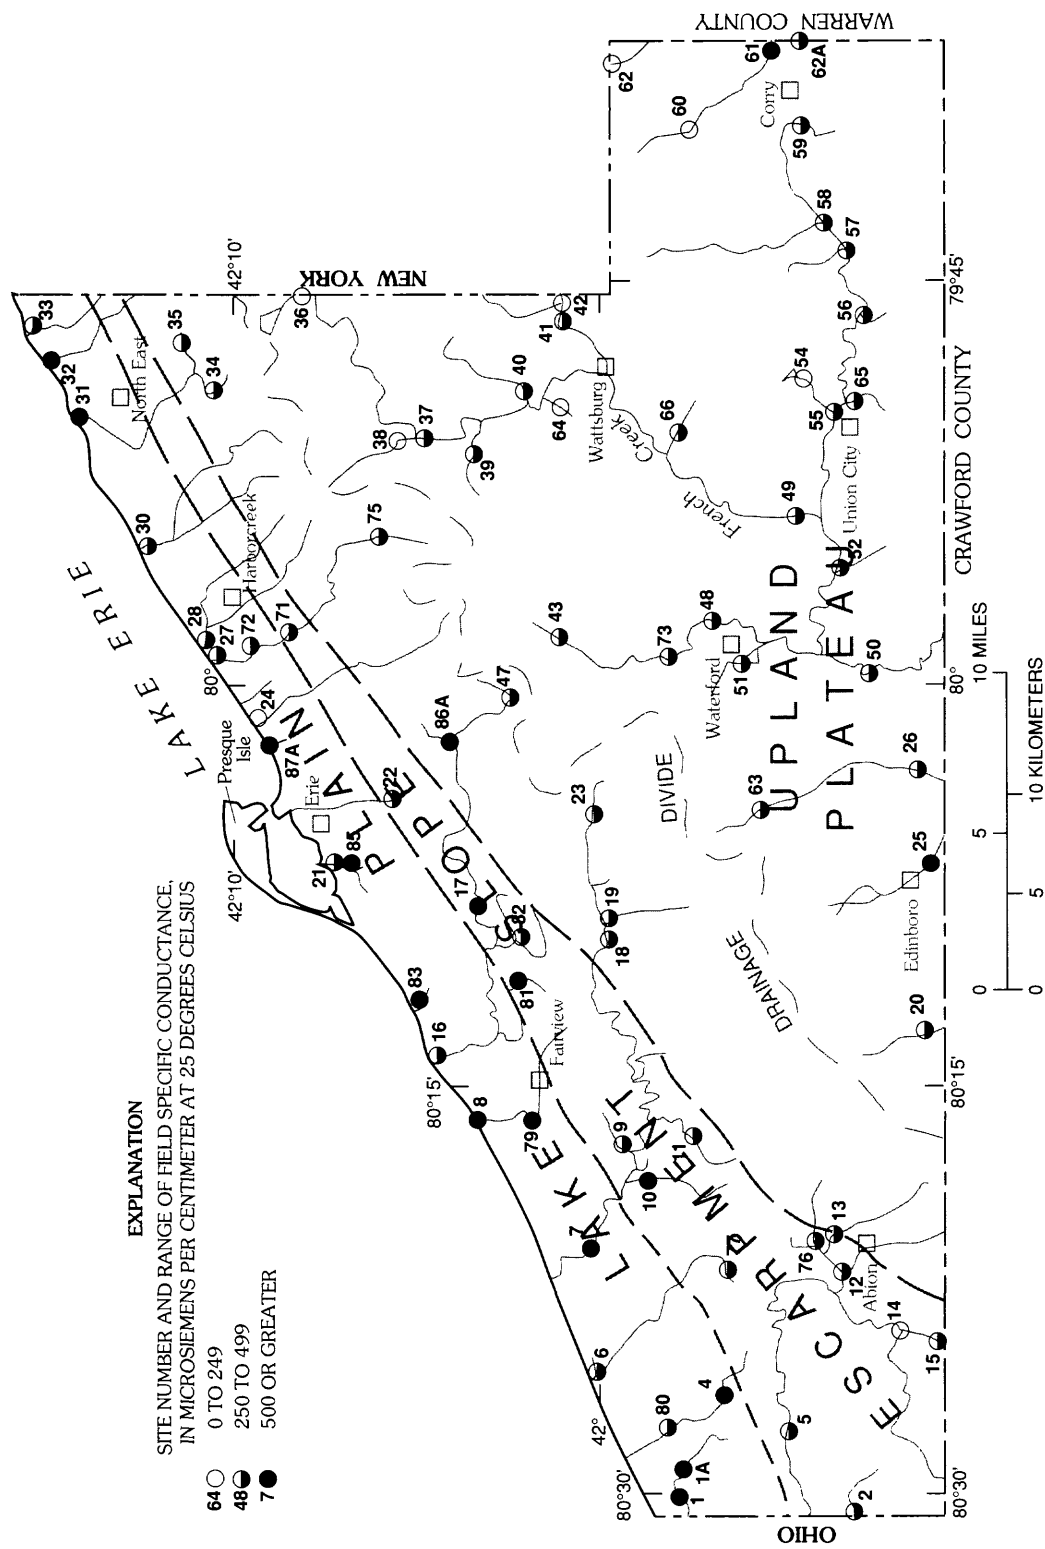 EXPLANATION
SITE NUMBER AND RANGE OF FIELD SPECIFIC CONDUCTANCE,
IN MICROSIEMENS PER CENTIMETER AT 25 DEGREES CELSIUS
64 0 TO 249
48 250 TO 499
7 500 OR GREATER
LAKE ERIE
Presque
Isle
NEW YORK
WARREN COUNTY
CRAWFORD COUNTY
OHIO
LAKE PLAIN
ESCARPMENT SLOPE
UPLAND
PLATEAU
DRAINAGE DIVIDE
French Creek
North East
Harborcreek
Erie
Fairview
Wattsburg
Waterford
Union City
Corry
Edinboro
Albion
80°30'
42°
80°15'
42°10'
80°
42°10'
79°45'
80°
80°15'
80°30'
0 5 10 MILES
0 5 10 KILOMETERS
33
32
31
35
34
30
36
28
27
72
71
75
24
87A
22
21
85
38
37
39
40
41
42
64
66
62
60
61
62A
59
58
57
56
54
65
55
49
52
50
51
48
73
43
47
86A
23
63
26
25
20
17
82
19
18
81
83
16
8
79
9
11
10
7
7
76
13
12
14
15
6
80
4
5
1A
1
2